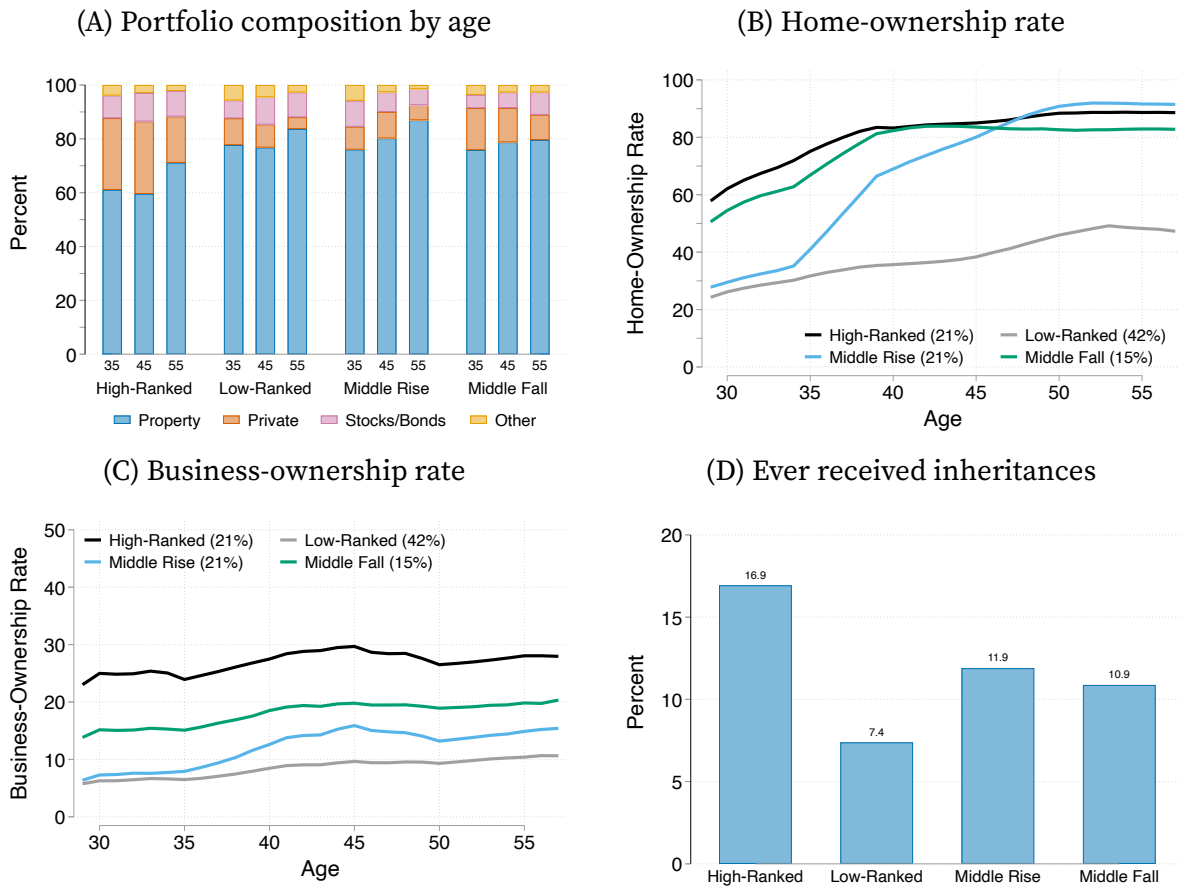 (A) Portfolio composition by age
Percent
100
80
60
40
20
0
35 45 55 35 45 55 35 45 55 35 45 55
High-Ranked Low-Ranked Middle Rise Middle Fall
Property Private Stocks/Bonds Other
(B) Home-ownership rate
Home-Ownership Rate
100
80
60
40
20
0
High-Ranked (21%) Low-Ranked (42%)
Middle Rise (21%) Middle Fall (15%)
30 35 40 45 50 55
Age
(C) Business-ownership rate
Business-Ownership Rate
50
40
30
20
10
0
High-Ranked (21%) Low-Ranked (42%)
Middle Rise (21%) Middle Fall (15%)
30 35 40 45 50 55
Age
(D) Ever received inheritances
Percent
20
15
10
5
0
16.9
7.4
11.9
10.9
High-Ranked Low-Ranked Middle Rise Middle Fall